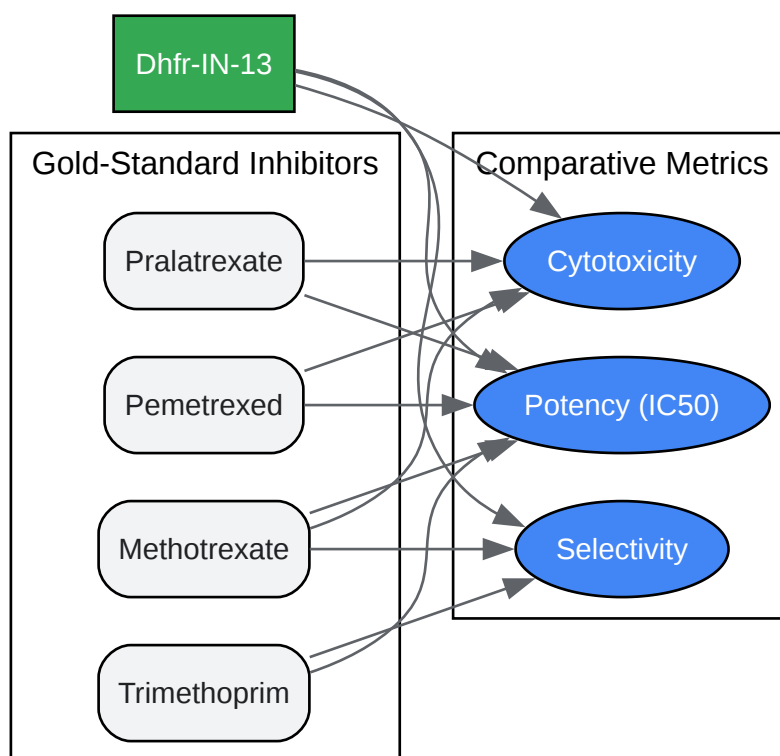 Dhfr-IN-13
Gold-Standard Inhibitors
Pralatrexate
Pemetrexed
Methotrexate
Trimethoprim
Comparative Metrics
Cytotoxicity
Potency (IC50)
Selectivity